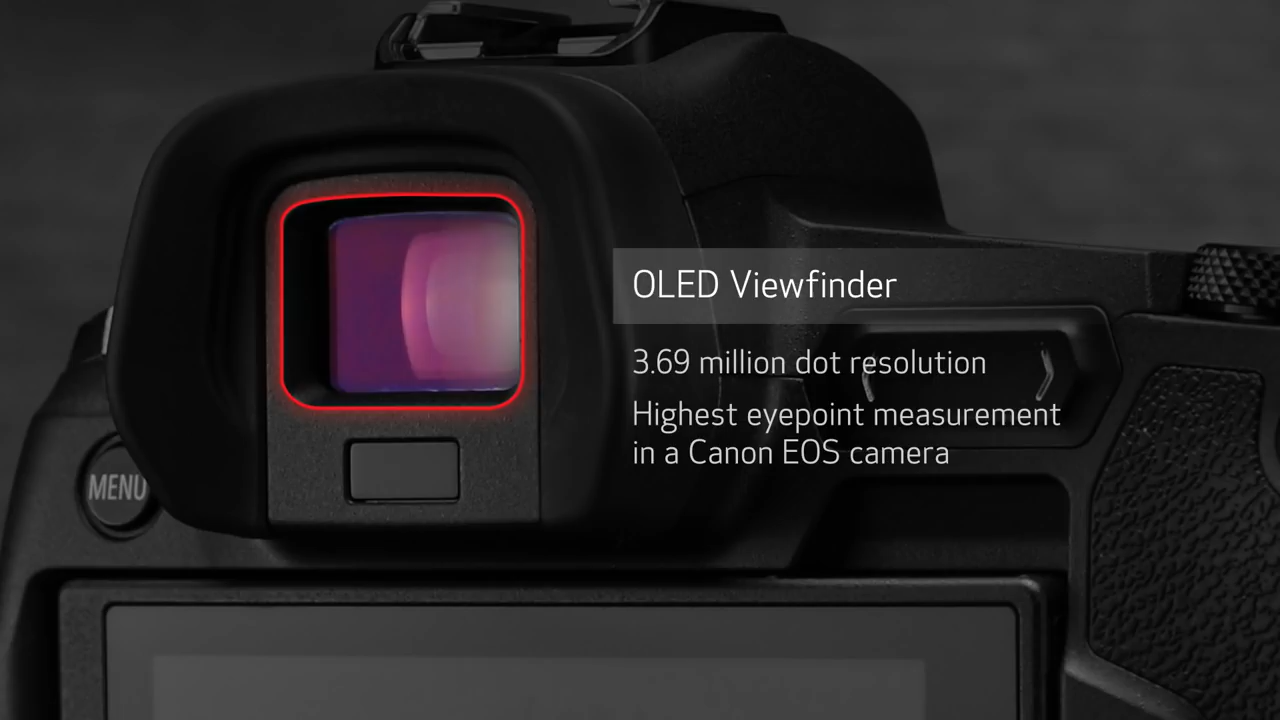 OLED Viewfinder
3.69 million dot resolution
Highest eyepoint measurement
in a Canon EOS camera
MENU